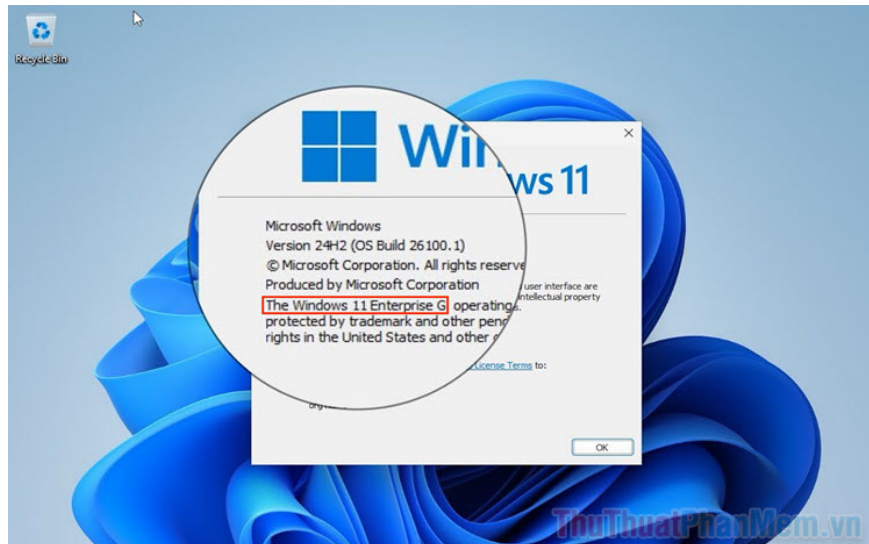 Recycle Bin
Win
ws 11
Microsoft Windows
Version 24H2 (OS Build 26100.1)
© Microsoft Corporation. All rights reserve
Produced by Microsoft Corporation
user interface are
The Windows 11 Enterprise G operating
intellectual property
protected by trademark and other pen
rights in the United States and other
License Terms to:
OK
ThuThuatPhanMem.vn